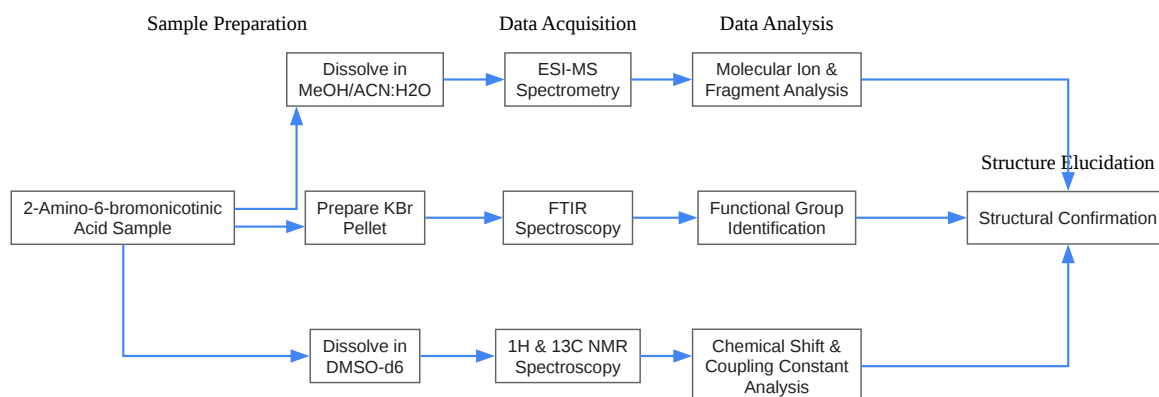 Sample Preparation
Data Acquisition
Data Analysis
Dissolve in
MeOH/ACN:H2O
ESI-MS
Spectrometry
Molecular Ion &
Fragment Analysis
Structure Elucidation
2-Amino-6-bromonicotinic
Acid Sample
Prepare KBr
Pellet
FTIR
Spectroscopy
Functional Group
Identification
Structural Confirmation
Dissolve in
DMSO-d6
1H & 13C NMR
Spectroscopy
Chemical Shift &
Coupling Constant
Analysis